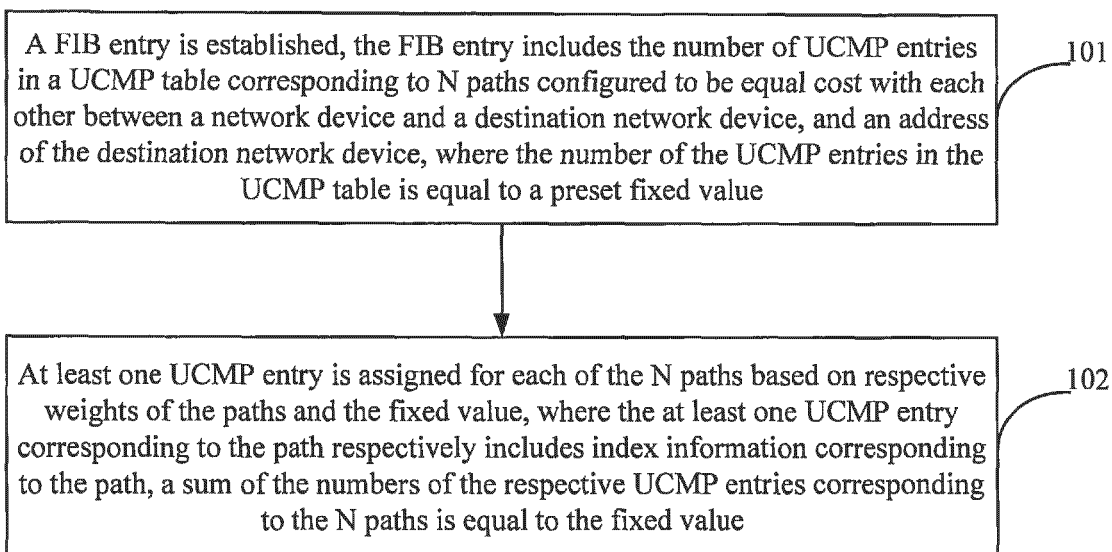 A FIB entry is established, the FIB entry includes the number of UCMP entries
in a UCMP table corresponding to N paths configured to be equal cost with each
other between a network device and a destination network device, and an address
of the destination network device, where the number of the UCMP entries in the
UCMP table is equal to a preset fixed value
101
At least one UCMP entry is assigned for each of the N paths based on respective
weights of the paths and the fixed value, where the at least one UCMP entry
corresponding to the path respectively includes index information corresponding
to the path, a sum of the numbers of the respective UCMP entries corresponding
to the N paths is equal to the fixed value
102